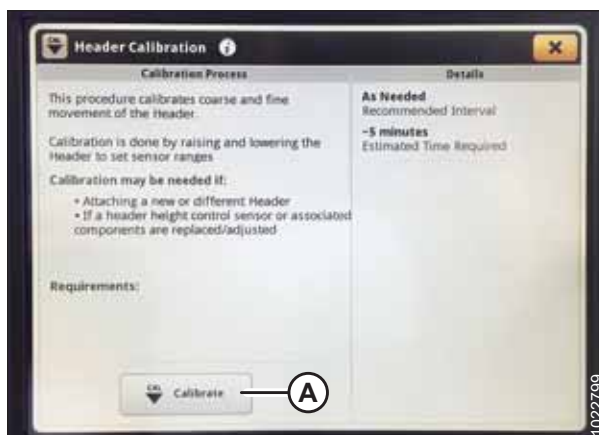 CAL Header Calibration i
Calibration Process
Details
This procedure calibrates coarse and fine
movement of the Header.
Calibration is done by raising and lowering the
Header to set sensor ranges
Calibration may be needed if:
• Attaching a new or different Header
• If a header height control sensor or associated
components are replaced/adjusted
Requirements:
As Needed
Recommended Interval
~5 minutes
Estimated Time Required
CAL Calibrate
A
1022799